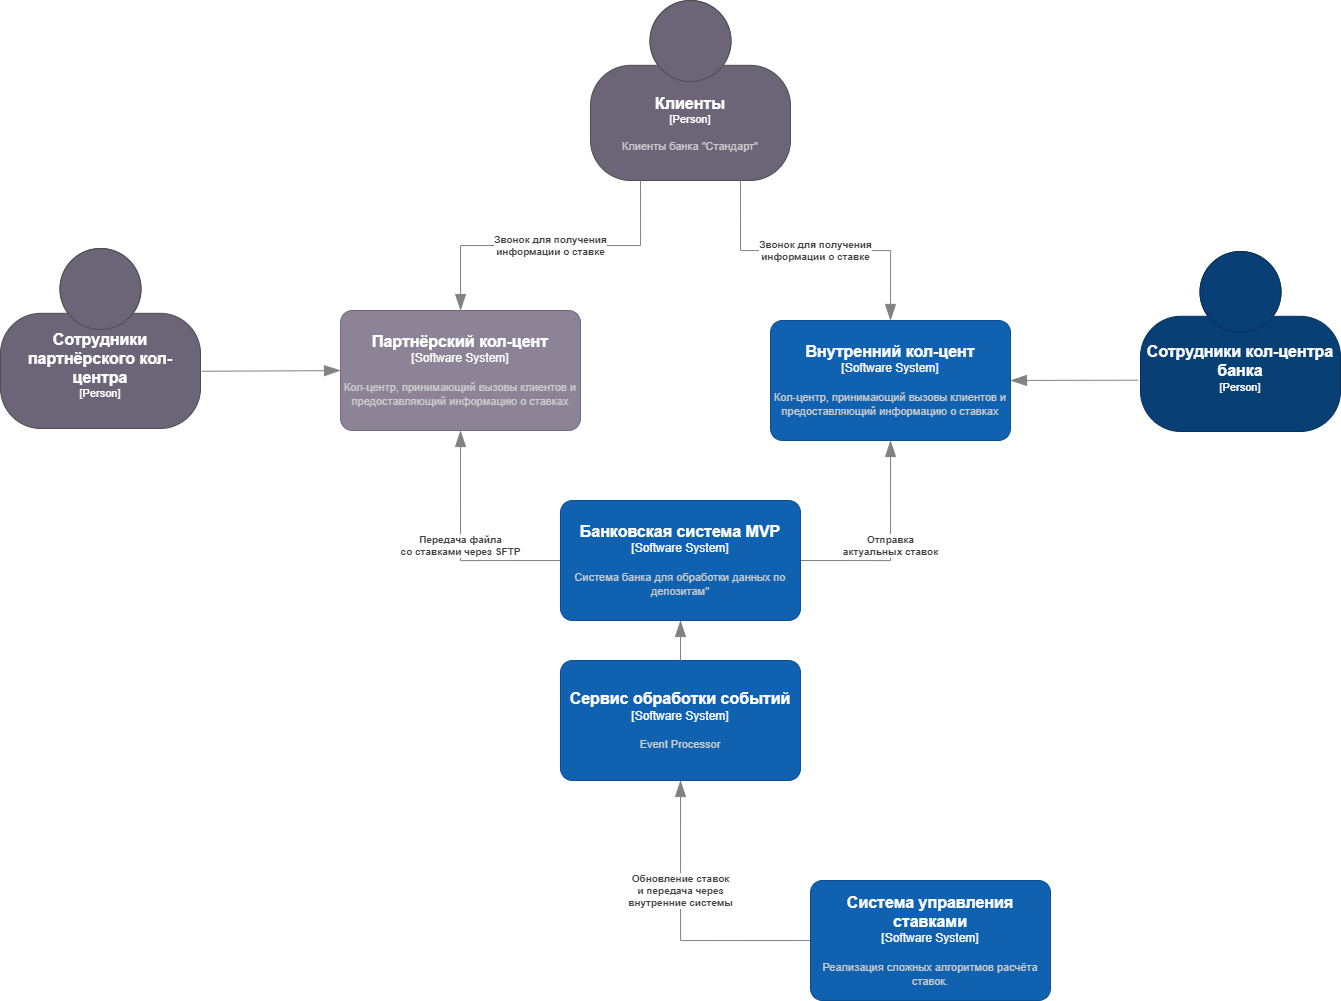 Клиенты
[Person]
Клиенты банка "Стандарт"
Звонок для получения
информации о ставке
Звонок для получения
информации о ставке
Сотрудники
партнёрского кол-
центра
[Person]
Партнёрский кол-цент
[Software System]
Кол-центр, принимающий вызовы клиентов и
предоставляющий информацию о ставках
Внутренний кол-цент
[Software System]
Кол-центр, принимающий вызовы клиентов и
предоставляющий информацию о ставках
Сотрудники кол-центра
банка
[Person]
Передача файла
со ставками через SFTP
Банковская система MVP
[Software System]
Система банка для обработки данных по
депозитам"
Отправка
актуальных ставок
Сервис обработки событий
[Software System]
Event Processor
Обновление ставок
и передача через
внутренние системы
Система управления
ставками
[Software System]
Реализация сложных алгоритмов расчёта
ставок.